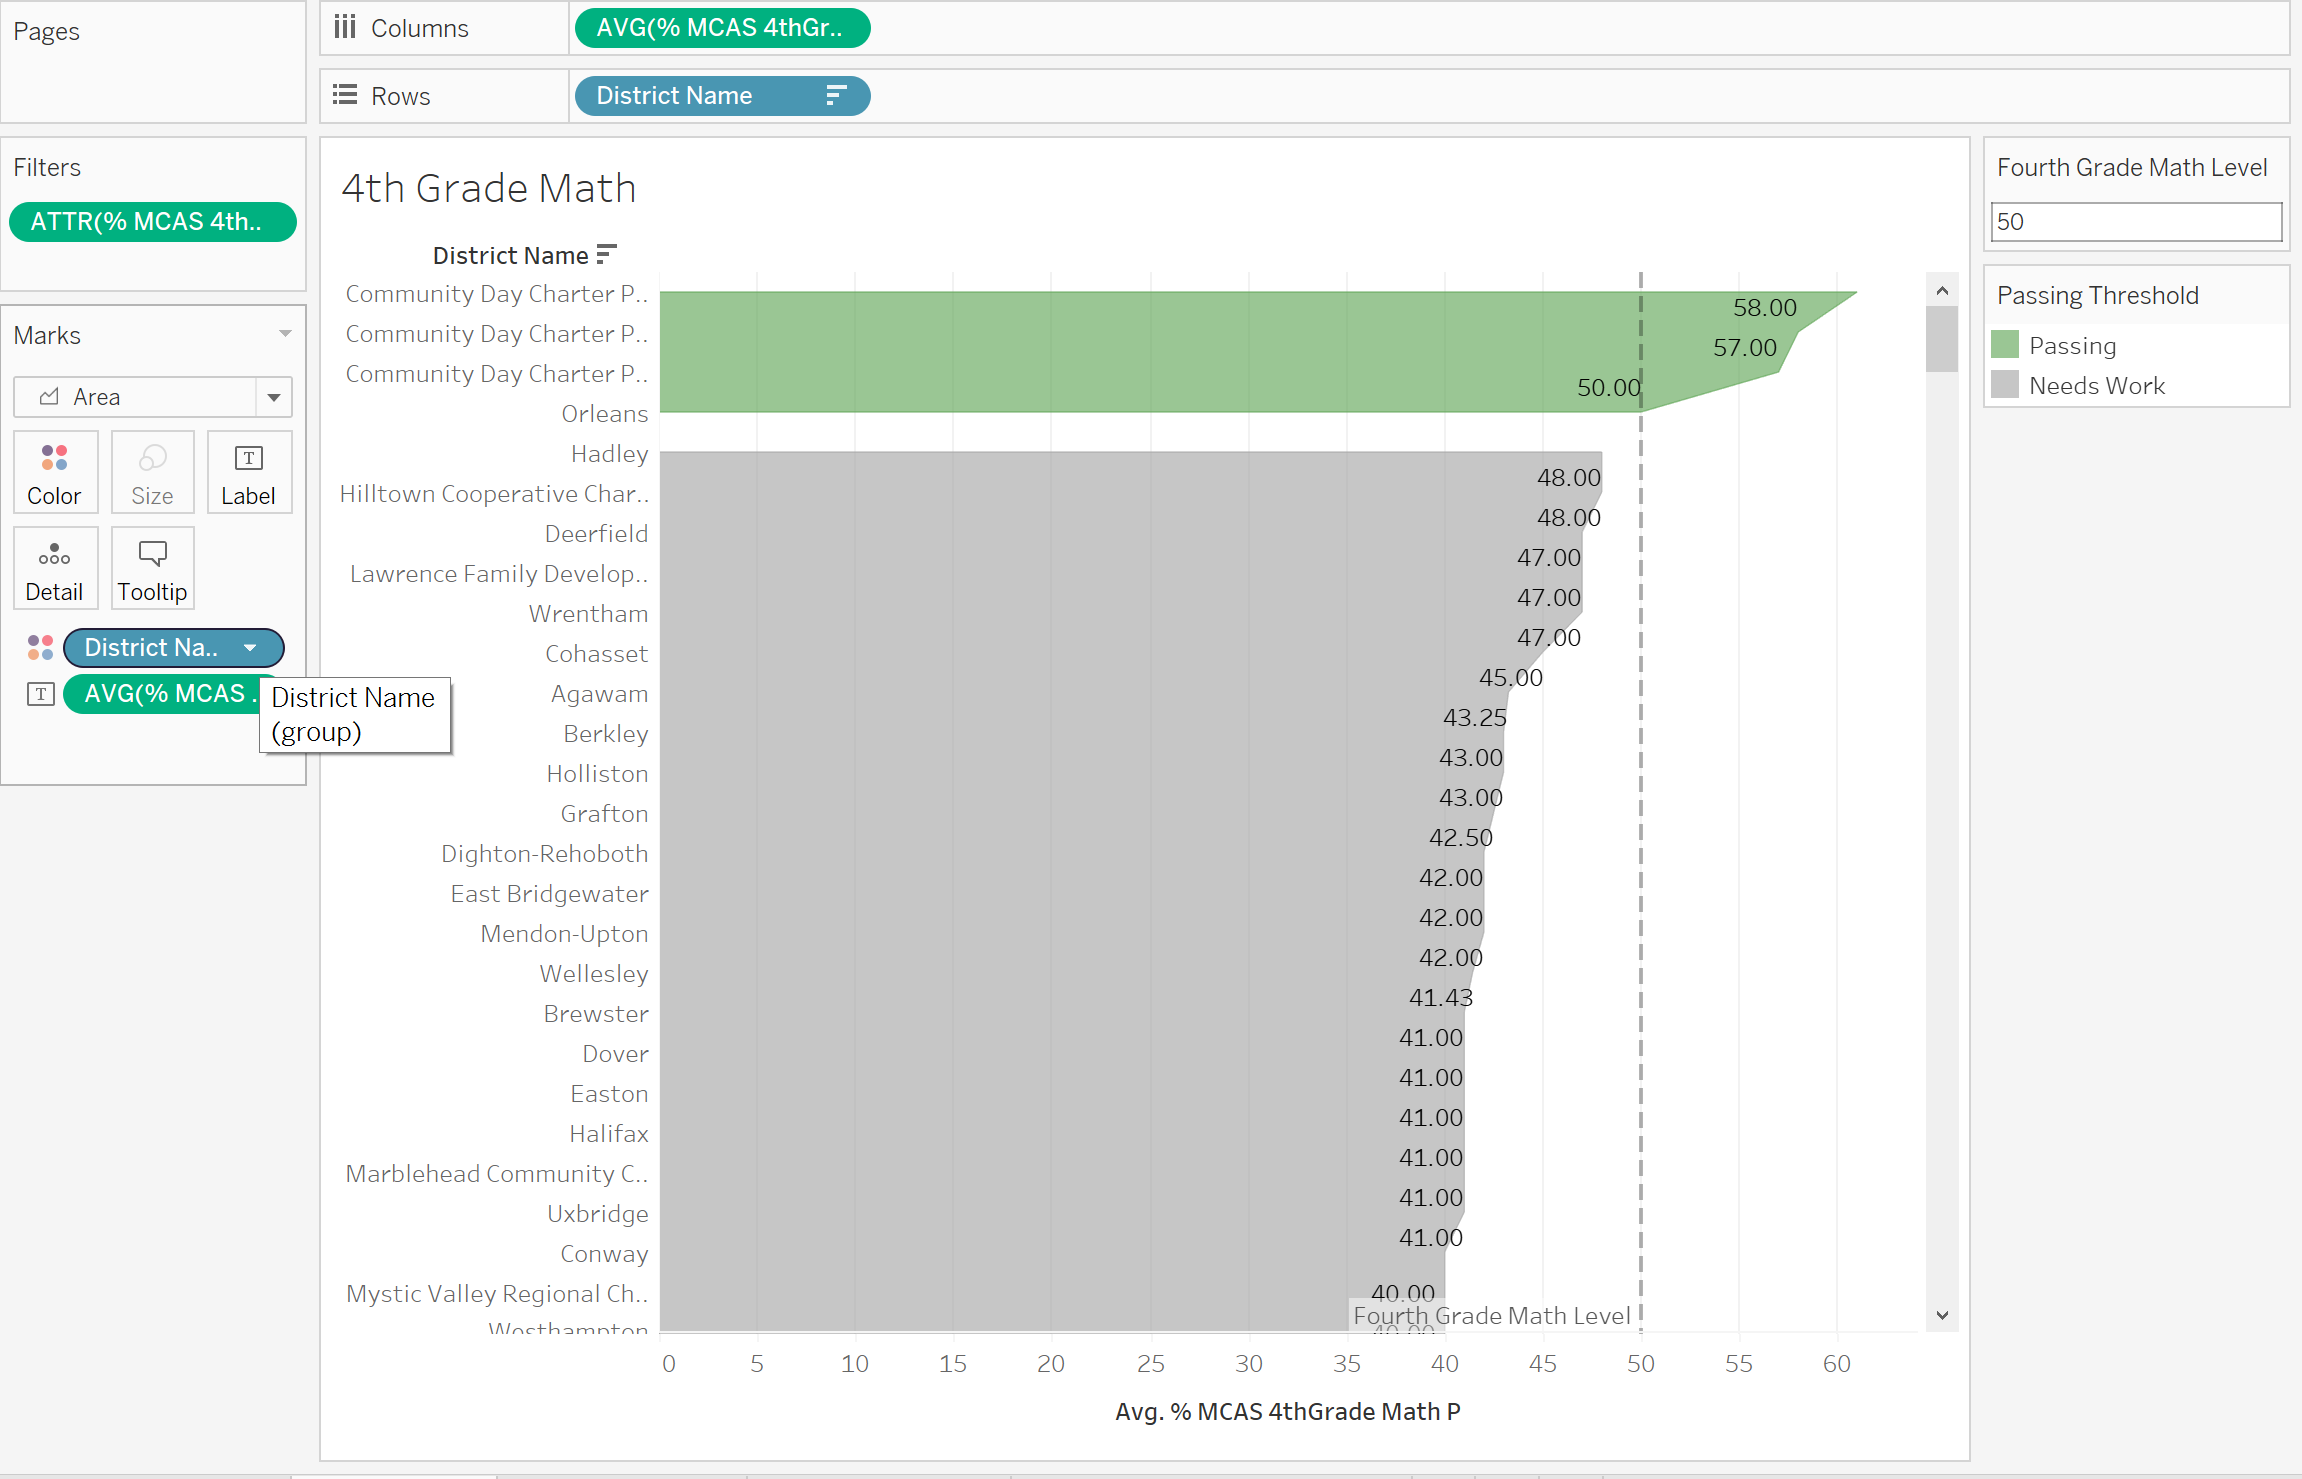 Pages
Columns
AVG(% MCAS 4thGr..
Rows
District Name
Filters
ATTR(% MCAS 4th..
Marks
Area
Color
Size
Label
Detail
Tooltip
District Na..
AVG(% MCAS .
District Name
(group)
4th Grade Math
District Name
Community Day Charter P..
58.00
Community Day Charter P..
57.00
Community Day Charter P..
50.00
Orleans
Hadley
48.00
Hilltown Cooperative Char..
48.00
Deerfield
47.00
Lawrence Family Develop..
47.00
Wrentham
47.00
Cohasset
45.00
Agawam
43.25
Berkley
43.00
Holliston
43.00
Grafton
42.50
Dighton-Rehoboth
42.00
East Bridgewater
42.00
Mendon-Upton
42.00
Wellesley
41.43
Brewster
41.00
Dover
41.00
Easton
41.00
Halifax
41.00
Marblehead Community C..
41.00
Uxbridge
41.00
Conway
Mystic Valley Regional Ch..
40.00
Fourth Grade Math Level
Westhampton
40.00
0 5 10 15 20 25 30 35 40 45 50 55 60
Avg. % MCAS 4thGrade Math P
Fourth Grade Math Level
50
Passing Threshold
Passing
Needs Work